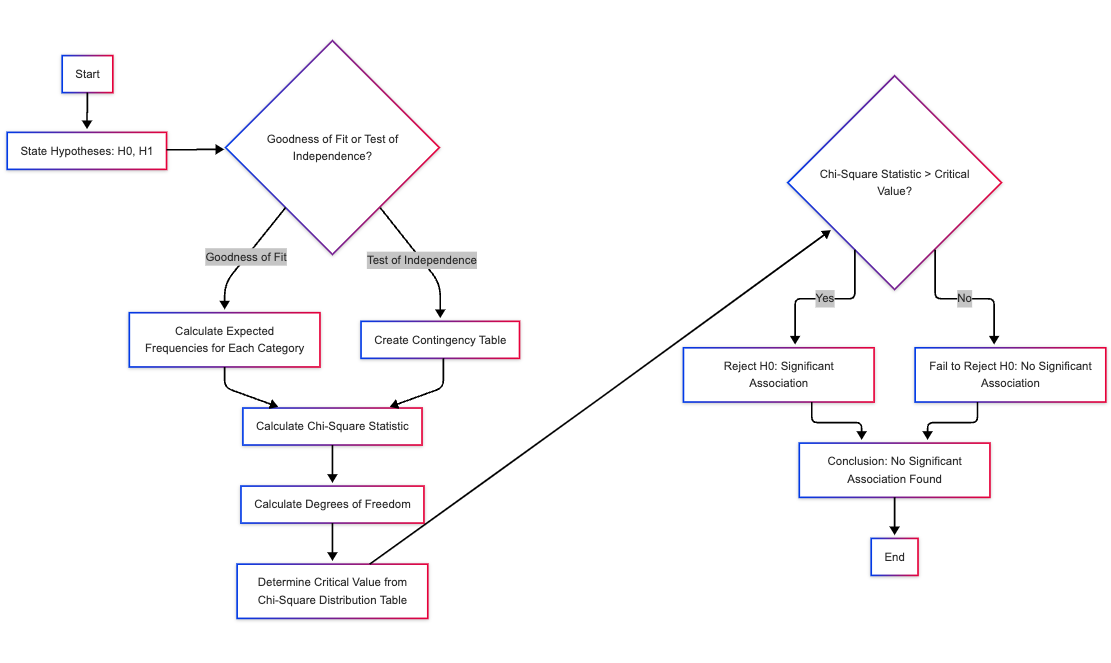 Start
State Hypotheses: H0, H1
Goodness of Fit or Test of
Independence?
Goodness of Fit
Test of Independence
Calculate Expected
Frequencies for Each Category
Create Contingency Table
Calculate Chi-Square Statistic
Calculate Degrees of Freedom
Determine Critical Value from
Chi-Square Distribution Table
Chi-Square Statistic > Critical
Value?
Yes
No
Reject H0: Significant
Association
Fail to Reject H0: No Significant
Association
Conclusion: No Significant
Association Found
End